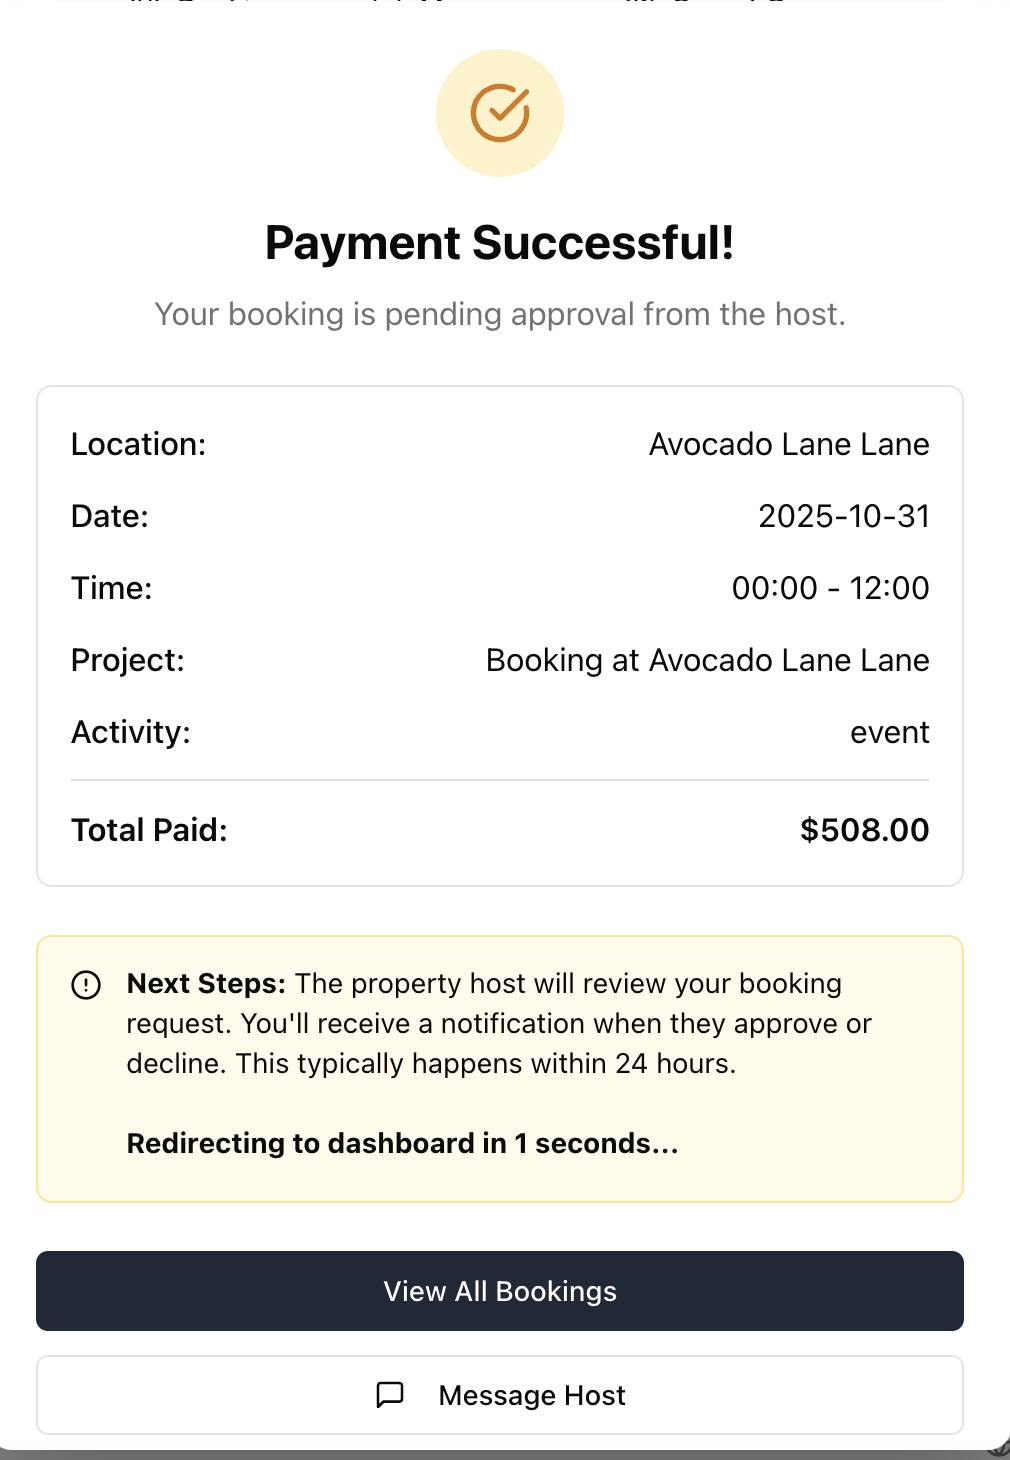 Payment Successful!
Your booking is pending approval from the host.
Location: Avocado Lane Lane
Date: 2025-10-31
Time: 00:00 - 12:00
Project: Booking at Avocado Lane Lane
Activity: event
Total Paid: $508.00
Next Steps: The property host will review your booking
request. You'll receive a notification when they approve or
decline. This typically happens within 24 hours.
Redirecting to dashboard in 1 seconds...
View All Bookings
Message Host